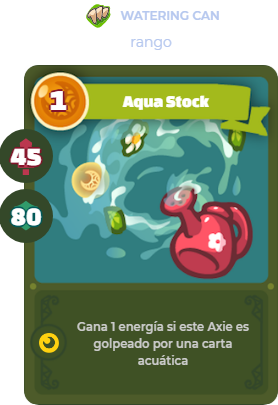 WATERING CAN
rango
1
Aqua Stock
45
80
Gana 1 energía si este Axie es
golpeado por una carta
acuática